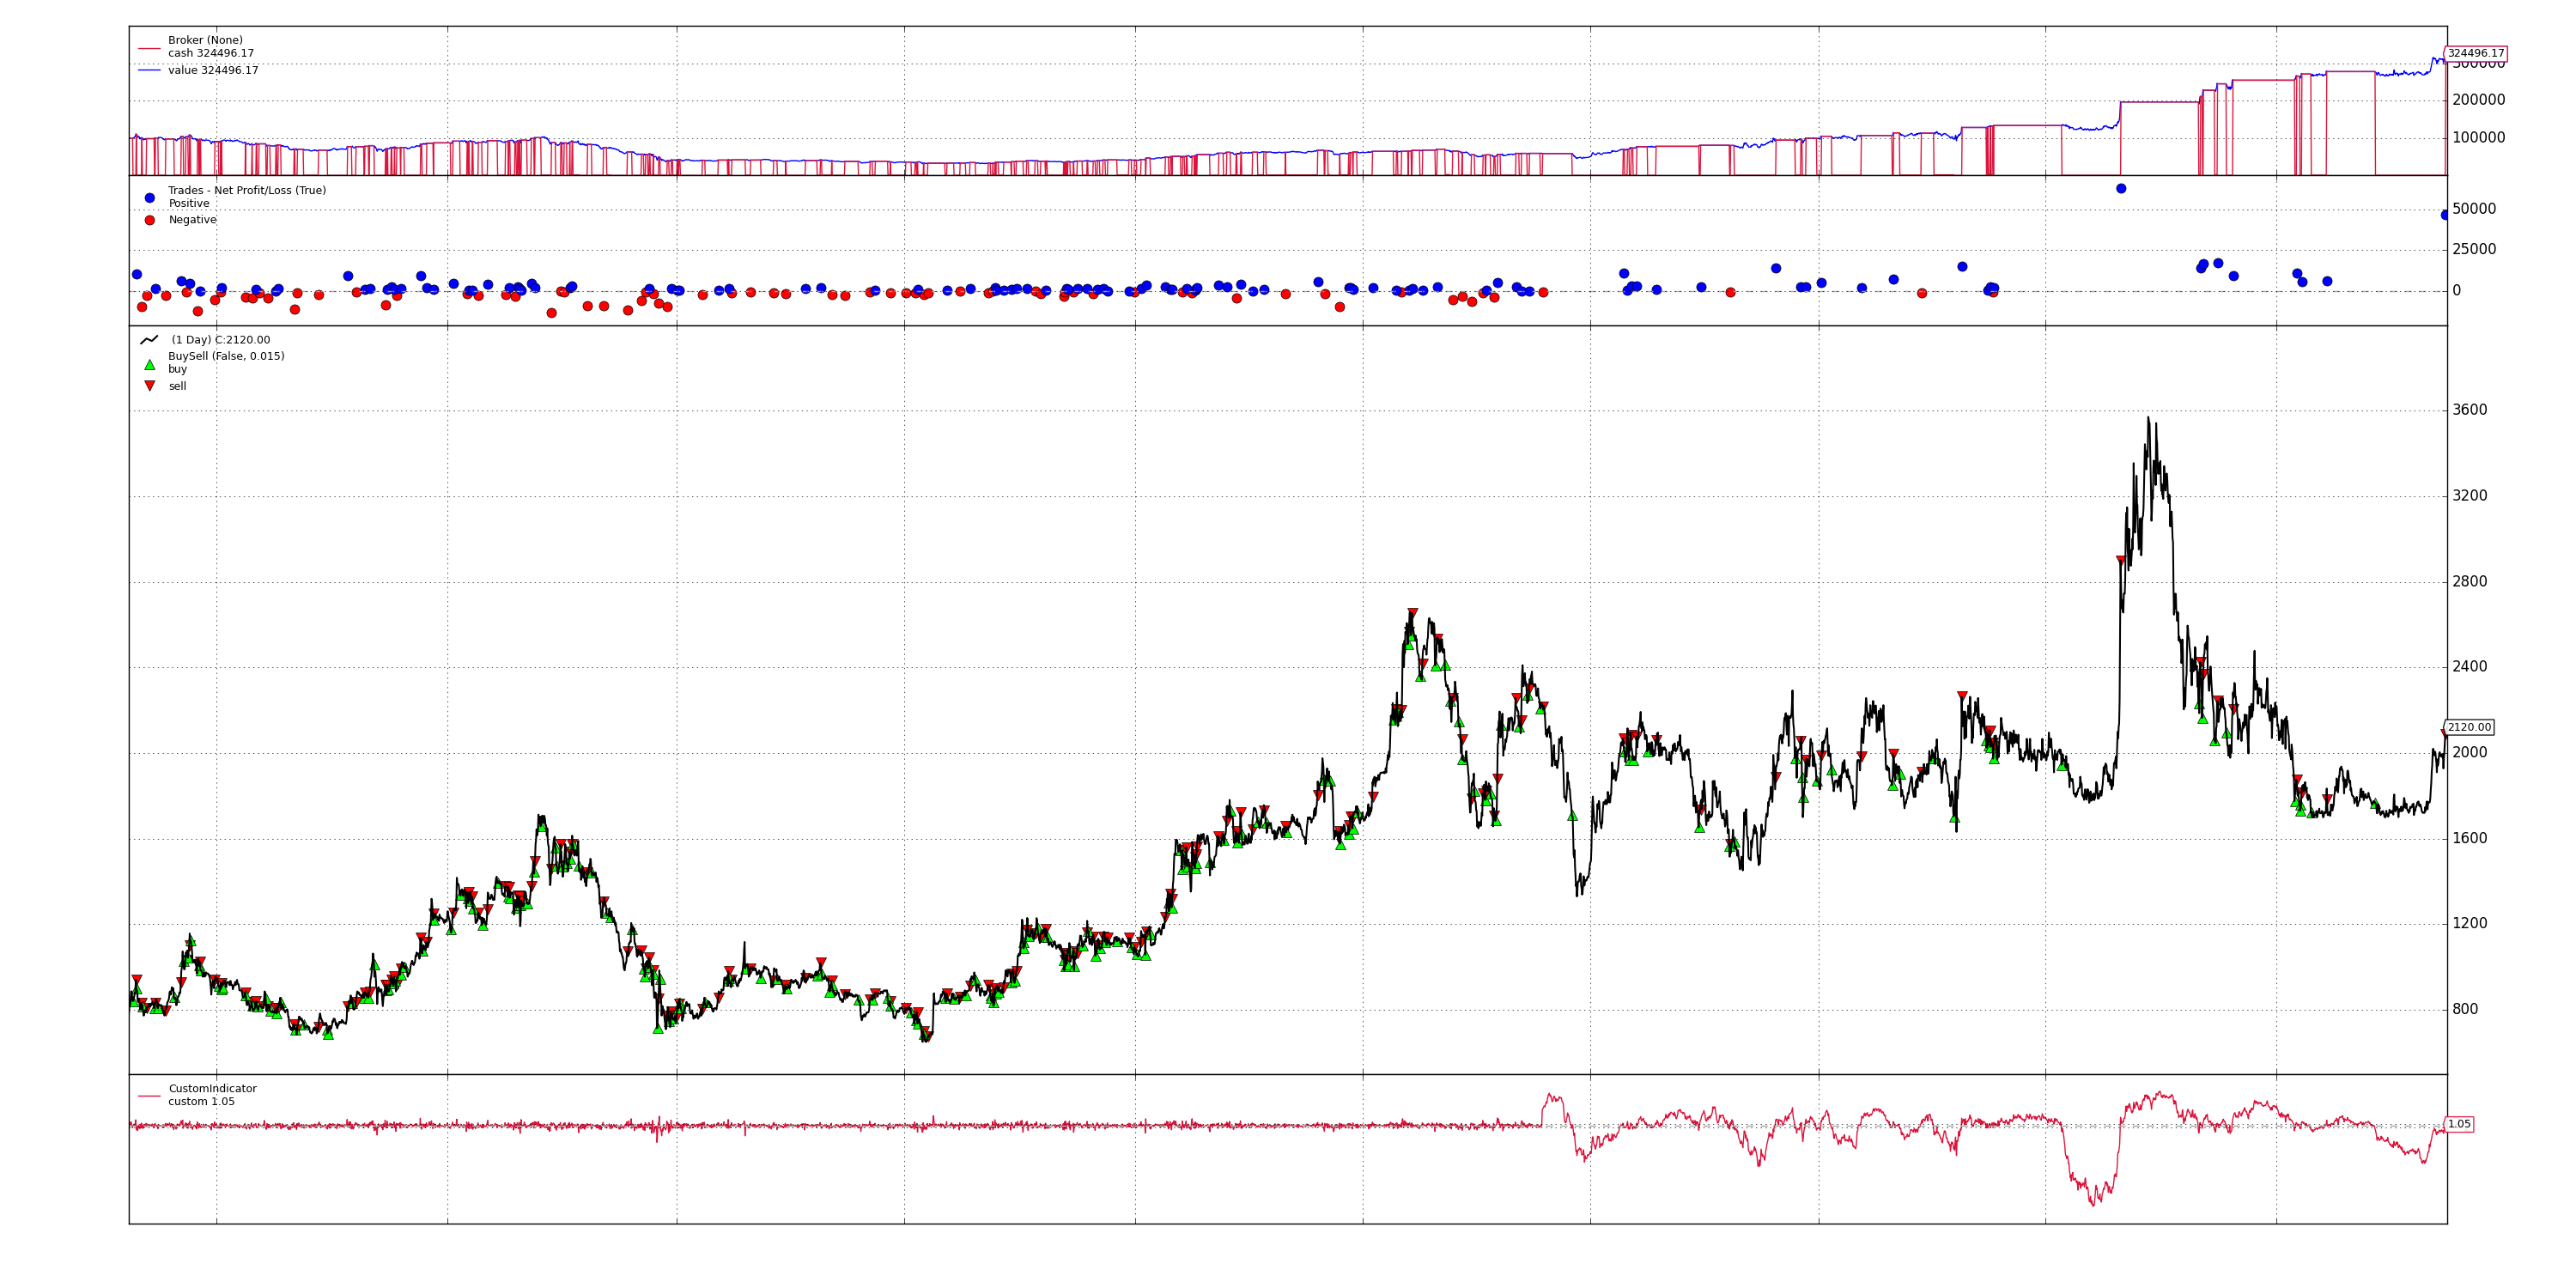 Broker (None)
cash 324496.17
value 324496.17
324496.17
300000
200000
100000
Trades - Net Profit/Loss (True)
Positive
Negative
50000
25000
0
(1 Day) C:2120.00
BuySell (False, 0.015)
buy
sell
3600
3200
2800
2400
2120.00
2000
1600
1200
800
CustomIndicator
custom 1.05
1.05